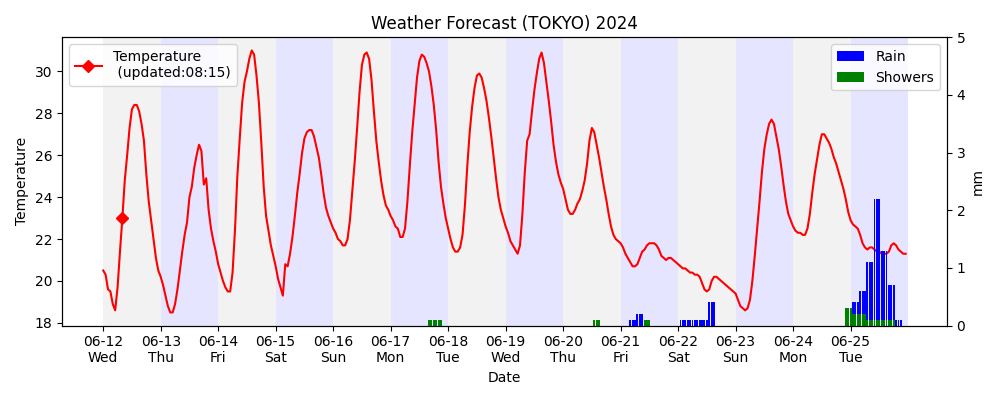 Weather Forecast (TOKYO) 2024
Temperature
(updated:08:15)
Rain
Showers
Temperature
30
28
26
24
22
20
18
5
4
3
2
1
0
mm
06-12 06-13 06-14 06-15 06-16 06-17 06-18 06-19 06-20 06-21 06-22 06-23 06-24 06-25
Wed Thu Fri Sat Sun Mon Tue Wed Thu Fri Sat Sun Mon Tue
Date